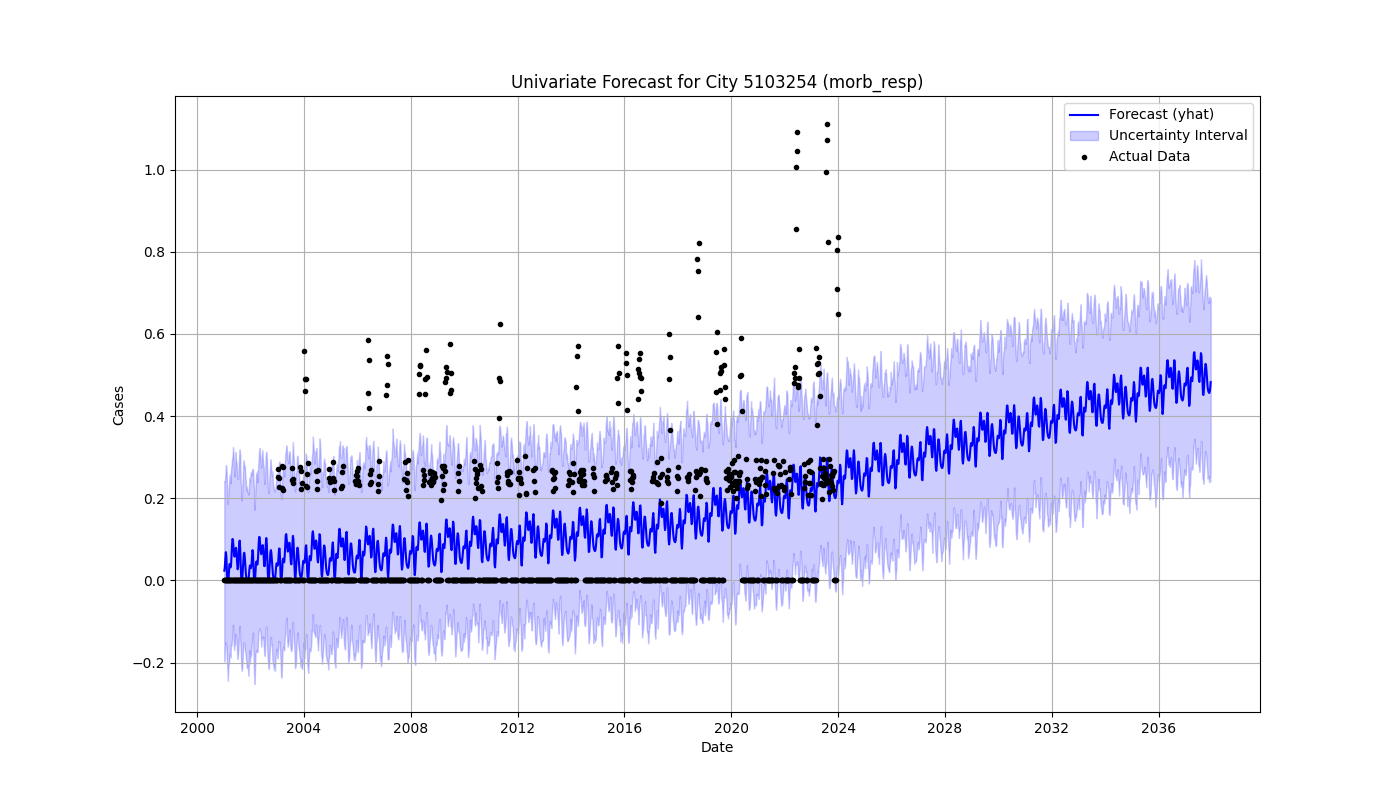 Univariate Forecast for City 5103254 (morb_resp)
Forecast (yhat)
Uncertainty Interval
Actual Data
Cases
1.0
0.8
0.6
0.4
0.2
0.0
−0.2
2000 2004 2008 2012 2016 2020 2024 2028 2032 2036
Date